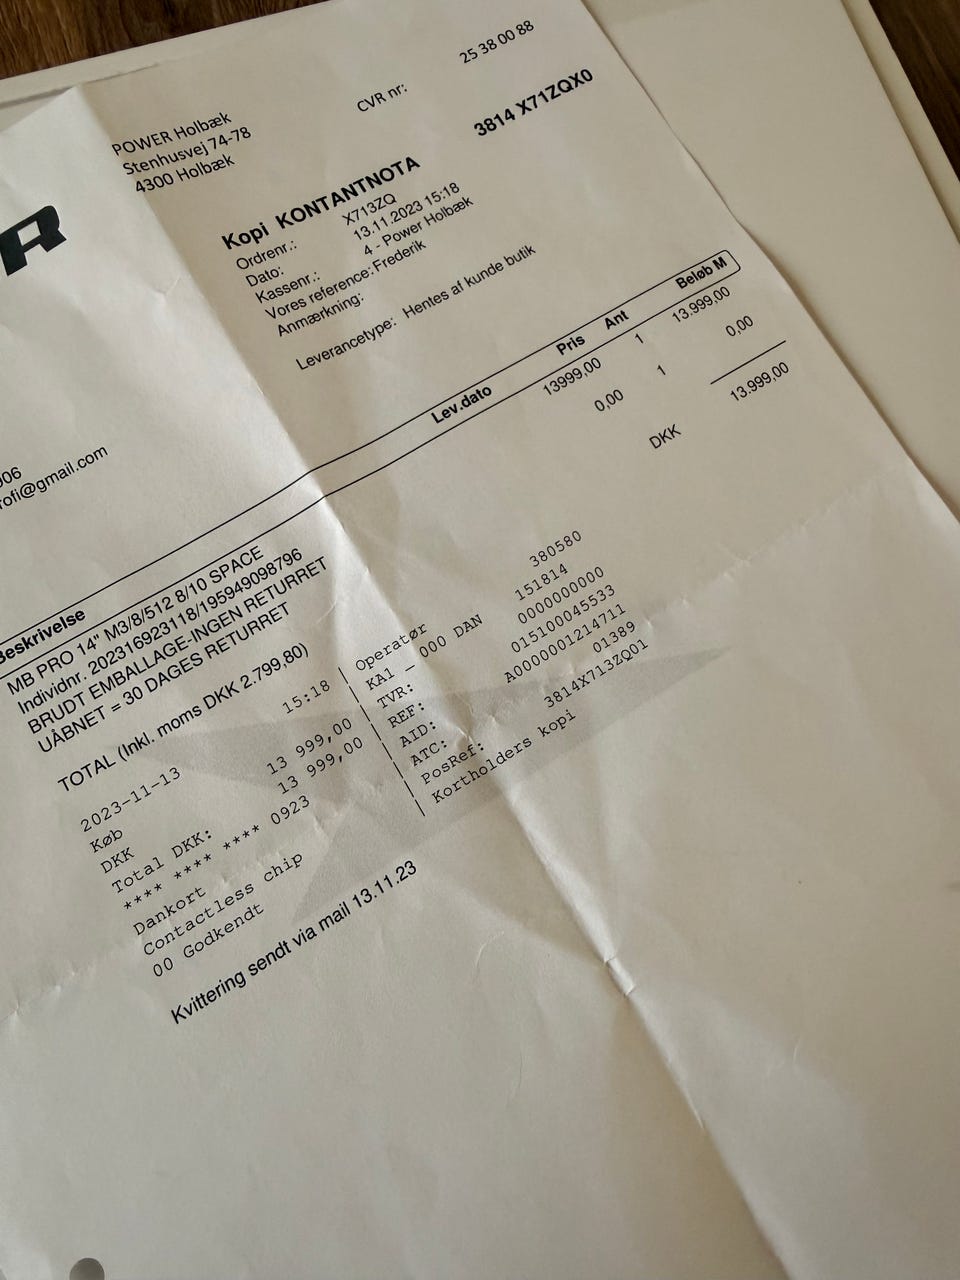 R
POWER Holbæk
Stenhusvej 74-78
4300 Holbæk
CVR nr: 25 38 00 88
Kopi KONTANTNOTA 3814 X71ZQX0
Ordrenr.: X713ZQ
Dato: 13.11.2023 15:18
Kassenr.: 4 - Power Holbæk
Vores reference: Frederik
Anmærkning:
Leverancetype: Hentes af kunde butik
906
rofi@gmail.com
Beskrivelse Lev.dato Pris Ant Beløb M
MB PRO 14" M3/8/512 8/10 SPACE 13999,00 1 13.999,00
Individnr. 202316923118/195949098796
BRUDT EMBALLAGE-INGEN RETURRET 0,00 1 0,00
UÅBNET = 30 DAGES RETURRET
TOTAL (Inkl. moms DKK 2.799,80) DKK 13.999,00
2023-11-13 15:18
Køb
DKK 13 999,00
Total DKK: 13 999,00
**** **** **** 0923
Dankort
Contactless chip
00 Godkendt
Operatør 380580
KA1 - 000 DAN 151814
TVR: 0000000000
REF: 015100045533
AID: A0000001214711
ATC: 01389
PosRef: 3814X713ZQ01
Kortholders kopi
Kvittering sendt via mail 13.11.23